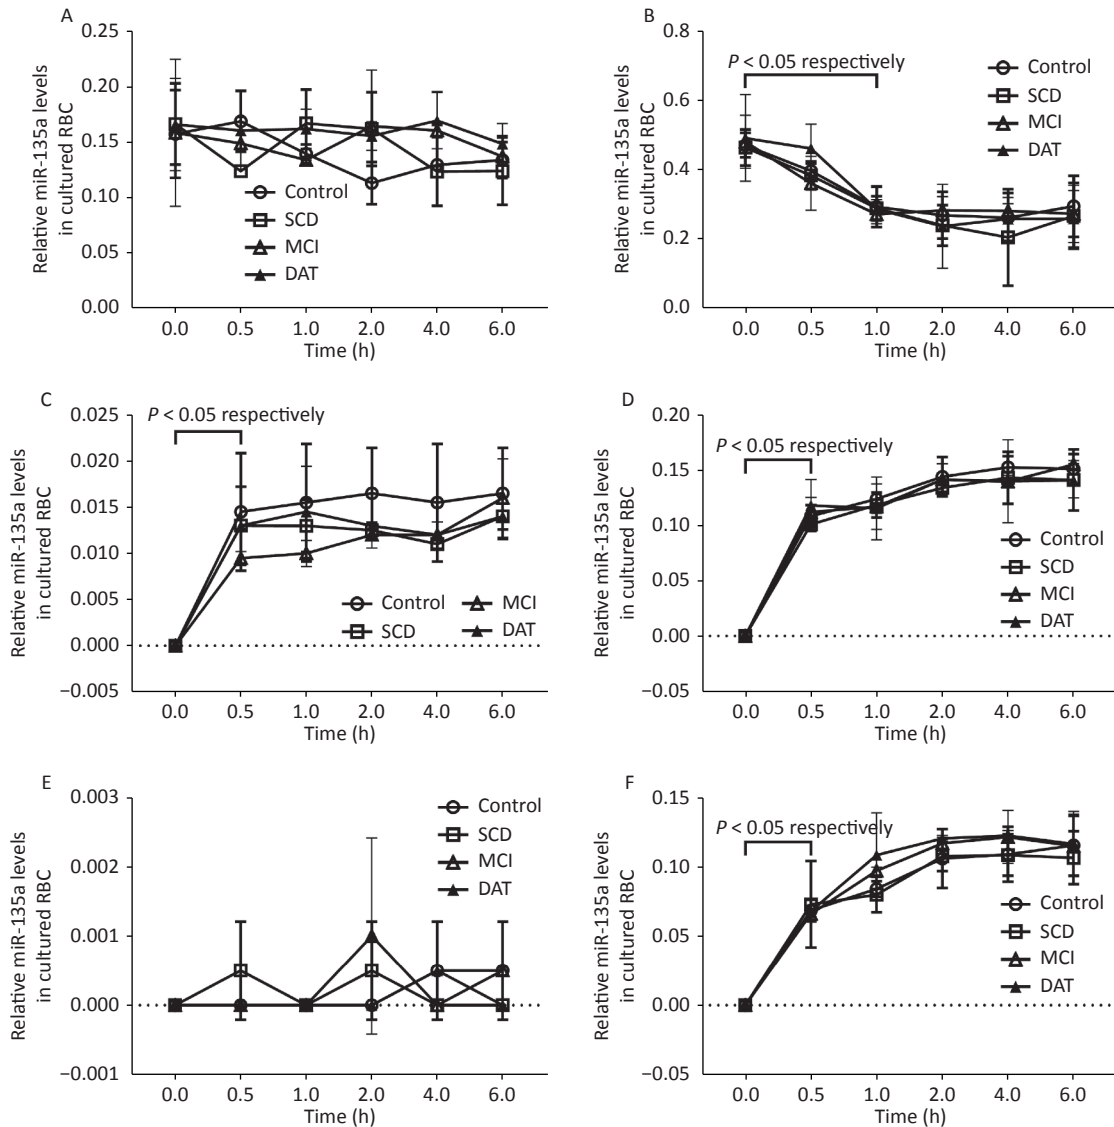 A
Relative miR-135a levels
in cultured RBC
0.25
0.20
0.15
0.10
0.05
0.00
Control
SCD
MCI
DAT
0.0 0.5 1.0 2.0 4.0 6.0
Time (h)
B
Relative miR-135a levels
in cultured RBC
0.8
0.6
0.4
0.2
0.0
P < 0.05 respectively
Control
SCD
MCI
DAT
0.0 0.5 1.0 2.0 4.0 6.0
Time (h)
C
Relative miR-135a levels
in cultured RBC
0.025
0.020
0.015
0.010
0.005
0.000
−0.005
P < 0.05 respectively
Control MCI
SCD DAT
0.0 0.5 1.0 2.0 4.0 6.0
Time (h)
D
Relative miR-135a levels
in cultured RBC
0.20
0.15
0.10
0.05
0.00
−0.05
P < 0.05 respectively
Control
SCD
MCI
DAT
0.0 0.5 1.0 2.0 4.0 6.0
Time (h)
E
Relative miR-135a levels
in cultured RBC
0.003
0.002
0.001
0.000
−0.001
Control
SCD
MCI
DAT
0.0 0.5 1.0 2.0 4.0 6.0
Time (h)
F
Relative miR-135a levels
in cultured RBC
0.15
0.10
0.05
0.00
−0.05
P < 0.05 respectively
Control
SCD
MCI
DAT
0.0 0.5 1.0 2.0 4.0 6.0
Time (h)